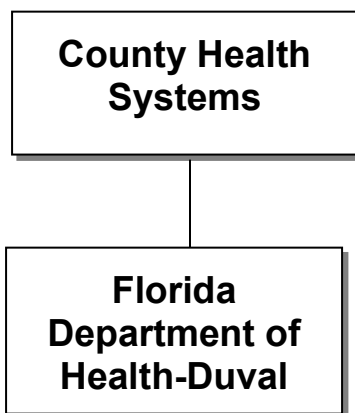 County Health
Systems
Florida
Department of
Health-Duval